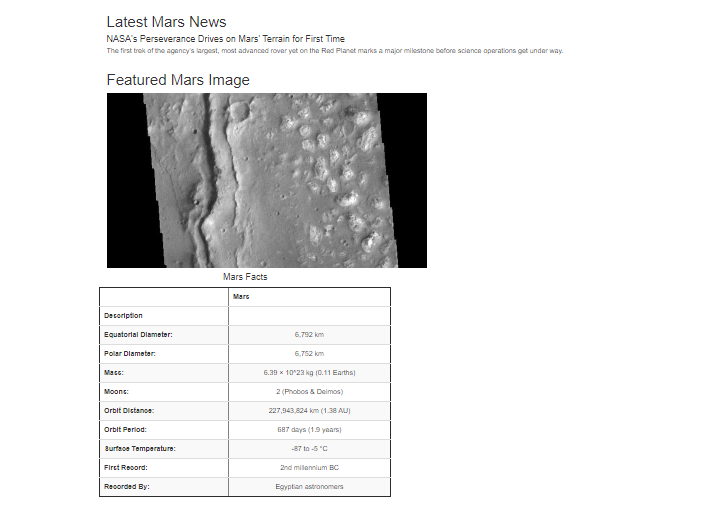 Latest Mars News
NASA's Perseverance Drives on Mars' Terrain for First Time
The first trek of the agency's largest, most advanced rover yet on the Red Planet marks a major milestone before science operations get under way.
Featured Mars Image
Mars Facts
Mars
Description
Equatorial Diameter: 6,792 km
Polar Diameter: 6,752 km
Mass: 6.39 × 10^23 kg (0.11 Earths)
Moons: 2 (Phobos & Deimos)
Orbit Distance: 227,943,824 km (1.38 AU)
Orbit Period: 687 days (1.9 years)
Surface Temperature: -87 to -5 °C
First Record: 2nd millennium BC
Recorded By: Egyptian astronomers